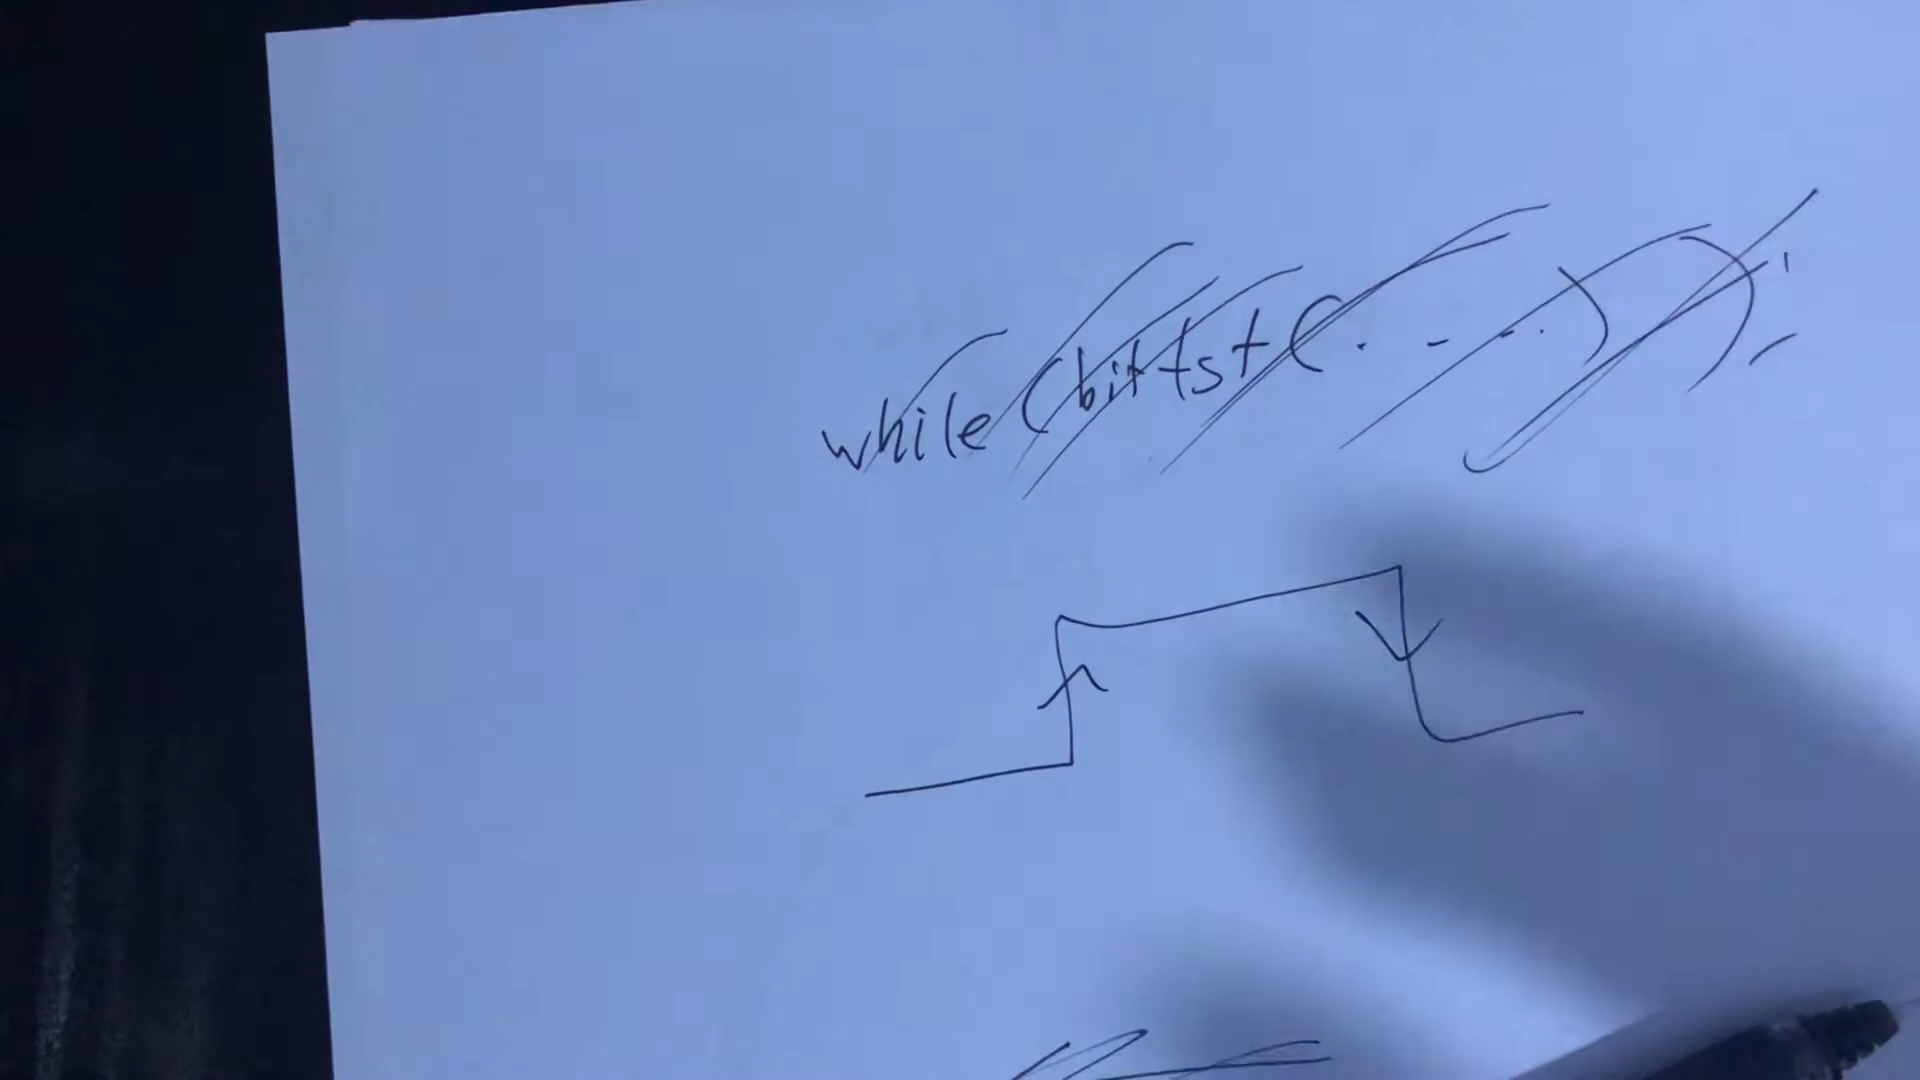 while (bittst (. - -.) );